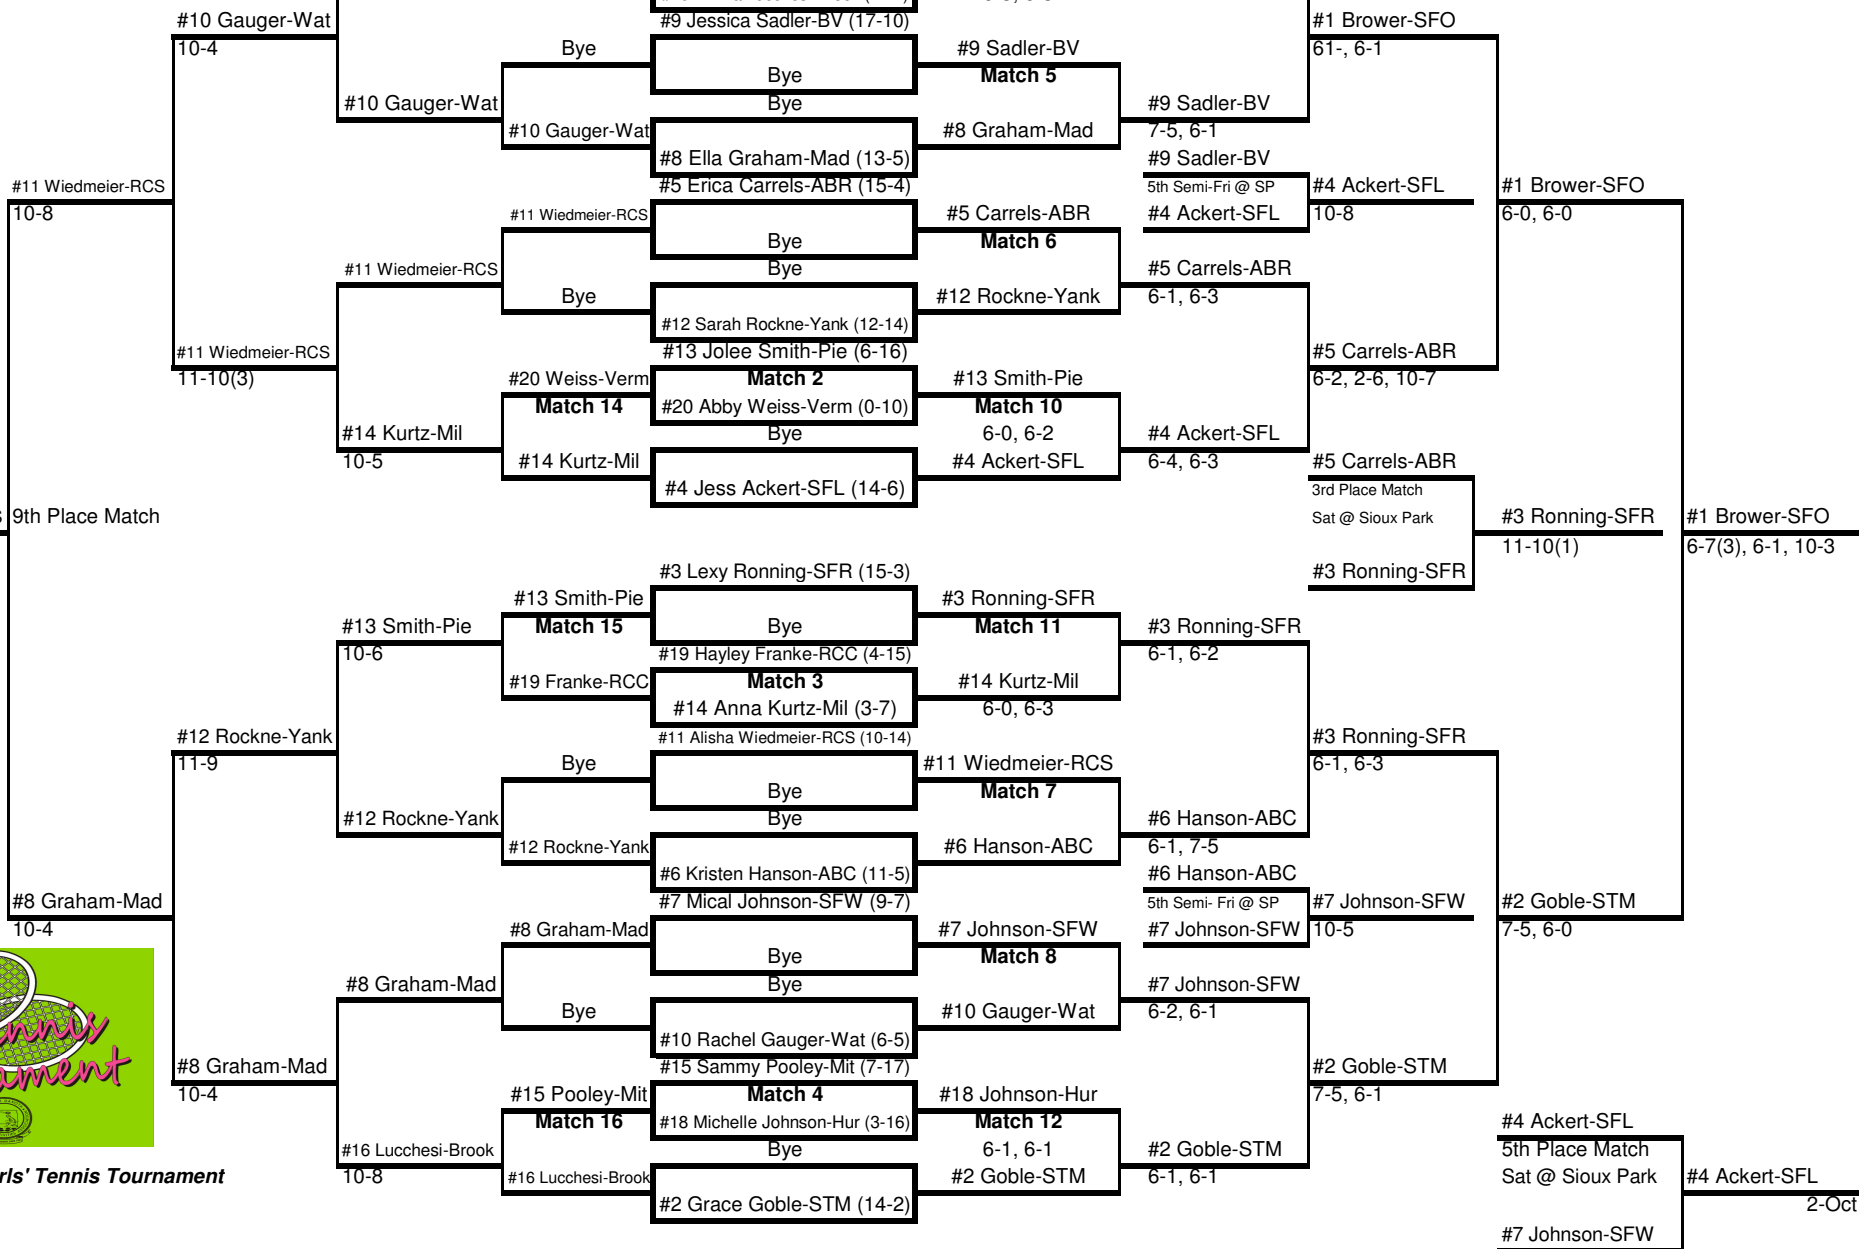 #10 Gauger-Wat
10-4
#9 Jessica Sadler-BV (17-10)
#1 Brower-SFO
61-, 6-1
Bye
Bye
#9 Sadler-BV
Match 5
#10 Gauger-Wat
Bye
#9 Sadler-BV
7-5, 6-1
#10 Gauger-Wat
#8 Graham-Mad
#8 Ella Graham-Mad (13-5)
#9 Sadler-BV
#11 Wiedmeier-RCS
10-8
#5 Erica Carrels-ABR (15-4)
5th Semi-Fri @ SP
#4 Ackert-SFL
10-8
#1 Brower-SFO
6-0, 6-0
#11 Wiedmeier-RCS
#5 Carrels-ABR
#4 Ackert-SFL
Bye
Match 6
#11 Wiedmeier-RCS
Bye
#5 Carrels-ABR
6-1, 6-3
Bye
#12 Rockne-Yank
#12 Sarah Rockne-Yank (12-14)
#11 Wiedmeier-RCS
11-10(3)
#13 Jolee Smith-Pie (6-16)
#5 Carrels-ABR
6-2, 2-6, 10-7
#20 Weiss-Verm
Match 2
#13 Smith-Pie
Match 14
#20 Abby Weiss-Verm (0-10)
Match 10
#14 Kurtz-Mil
10-5
Bye
6-0, 6-2
#4 Ackert-SFL
6-4, 6-3
#14 Kurtz-Mil
#4 Ackert-SFL
#5 Carrels-ABR
#4 Jess Ackert-SFL (14-6)
3rd Place Match
9th Place Match
Sat @ Sioux Park
#3 Ronning-SFR
11-10(1)
#1 Brower-SFO
6-7(3), 6-1, 10-3
#3 Lexy Ronning-SFR (15-3)
#3 Ronning-SFR
#13 Smith-Pie
#3 Ronning-SFR
#13 Smith-Pie
10-6
Match 15
Bye
Match 11
#3 Ronning-SFR
6-1, 6-2
#19 Hayley Franke-RCC (4-15)
#19 Franke-RCC
Match 3
#14 Kurtz-Mil
#14 Anna Kurtz-Mil (3-7)
6-0, 6-3
#12 Rockne-Yank
11-9
#11 Alisha Wiedmeier-RCS (10-14)
#3 Ronning-SFR
6-1, 6-3
Bye
#11 Wiedmeier-RCS
Bye
Match 7
#12 Rockne-Yank
Bye
#6 Hanson-ABC
6-1, 7-5
#12 Rockne-Yank
#6 Hanson-ABC
#6 Kristen Hanson-ABC (11-5)
#6 Hanson-ABC
#8 Graham-Mad
10-4
#7 Mical Johnson-SFW (9-7)
5th Semi- Fri @ SP
#7 Johnson-SFW
10-5
#2 Goble-STM
7-5, 6-0
#8 Graham-Mad
#7 Johnson-SFW
#7 Johnson-SFW
Bye
Match 8
#8 Graham-Mad
Bye
#7 Johnson-SFW
6-2, 6-1
Bye
#10 Gauger-Wat
#10 Rachel Gauger-Wat (6-5)
#8 Graham-Mad
10-4
#15 Sammy Pooley-Mit (7-17)
#2 Goble-STM
7-5, 6-1
#15 Pooley-Mit
Match 4
#18 Johnson-Hur
Match 16
#18 Michelle Johnson-Hur (3-16)
Match 12
#4 Ackert-SFL
#16 Lucchesi-Brook
10-8
Bye
6-1, 6-1
#2 Goble-STM
6-1, 6-1
5th Place Match
rls' Tennis Tournament
#16 Lucchesi-Brook
#2 Goble-STM
Sat @ Sioux Park
#4 Ackert-SFL
#2 Grace Goble-STM (14-2)
2-Oct
#7 Johnson-SFW